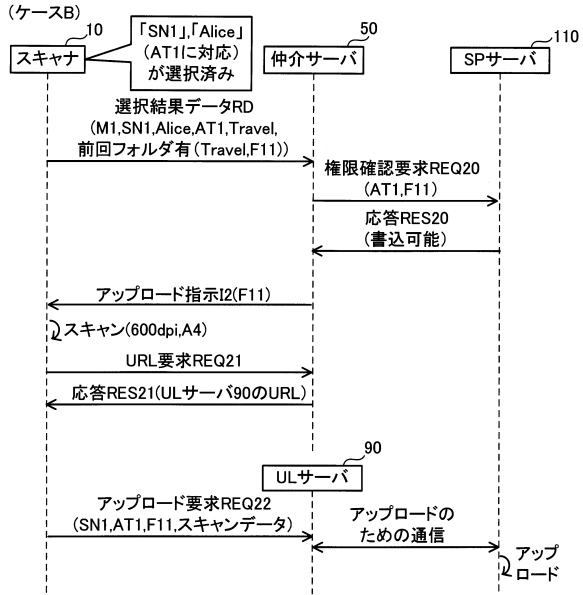 (ケースB)
10
「SN1」,「Alice」
(AT1に対応)
が選択済み
50
110
スキャナ
仲介サーバ
SPサーバ
選択結果データRD
(M1,SN1,Alice,AT1,Travel,
前回フォルダ有(Travel,F11))
権限確認要求REQ20
(AT1,F11)
応答RES20
(書込可能)
アップロード指示I2(F11)
スキャン(600dpi,A4)
URL要求REQ21
応答RES21(ULサーバ90のURL)
90
ULサーバ
アップロード要求REQ22
(SN1,AT1,F11,スキャンデータ)
アップロードの
ための通信
アップ
ロード